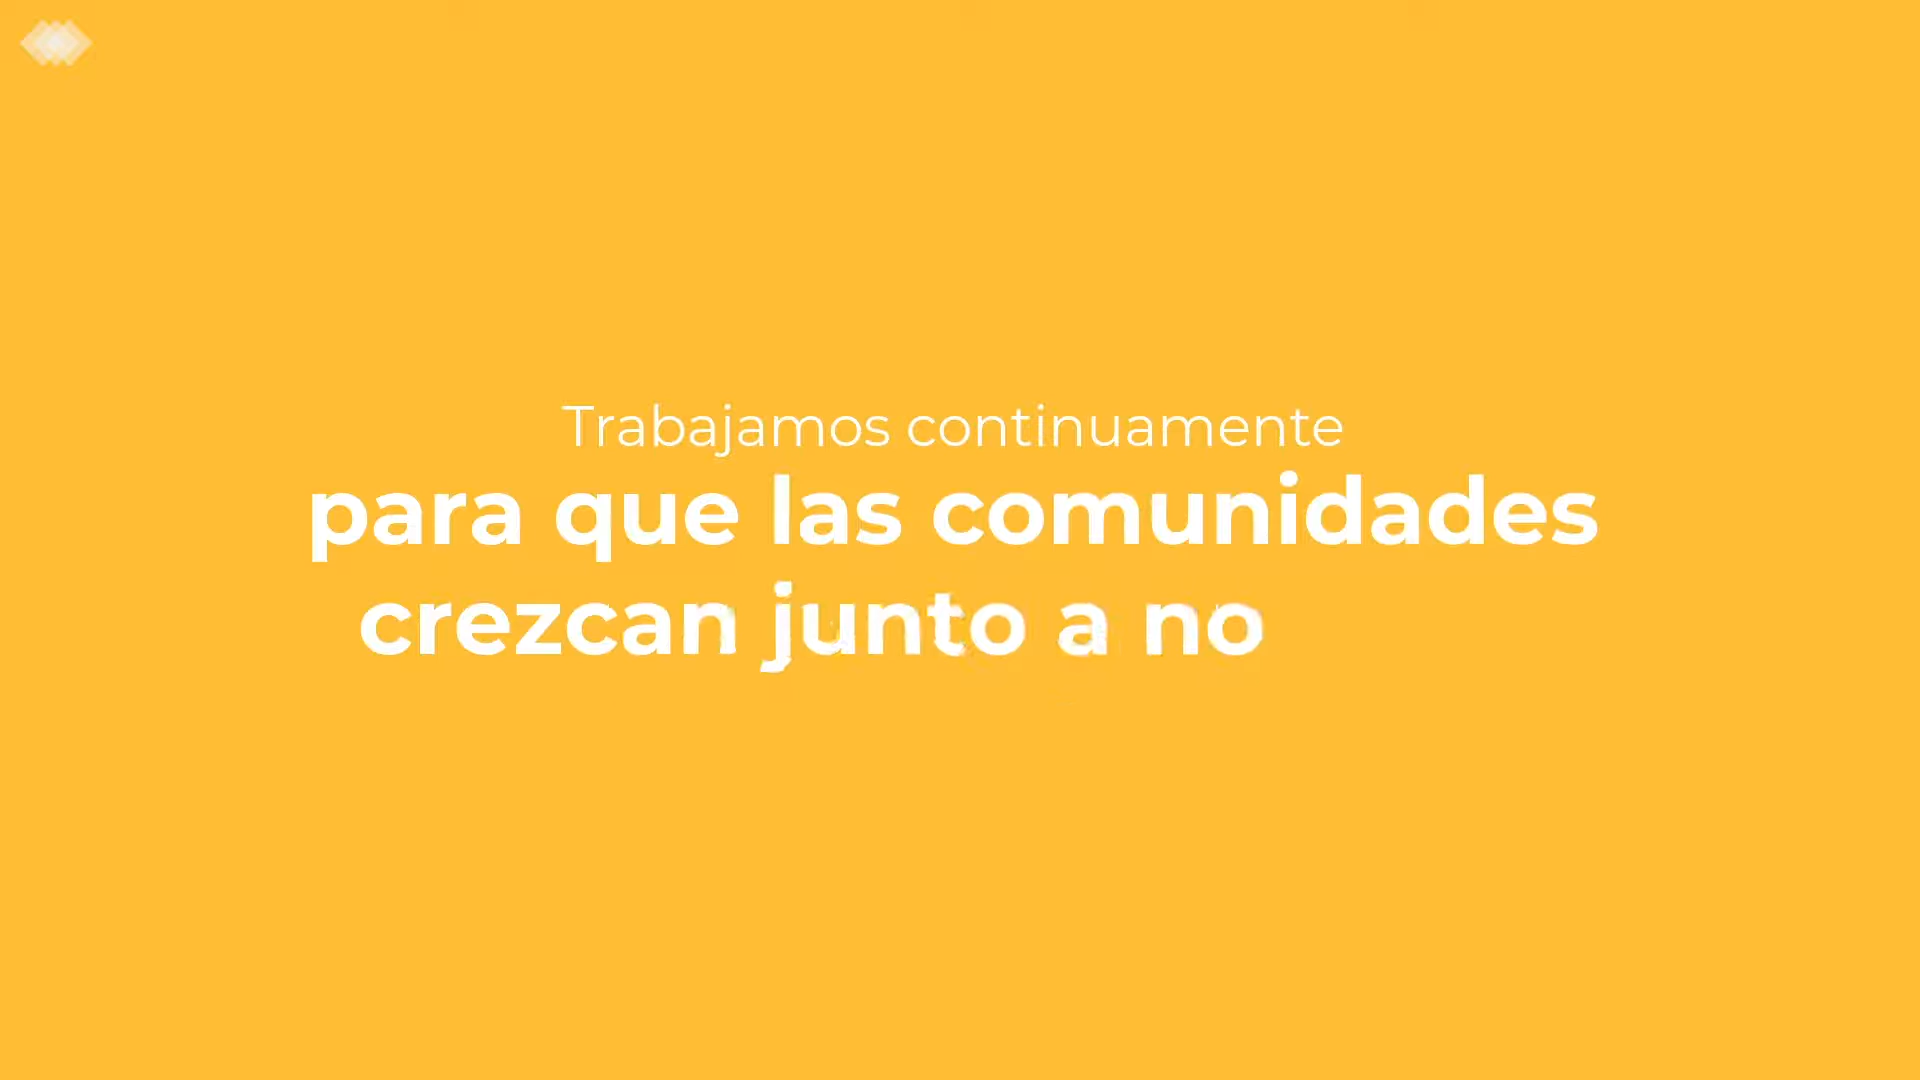 Trabajamos continuamente
para que las comunidades
crezcan junto a no